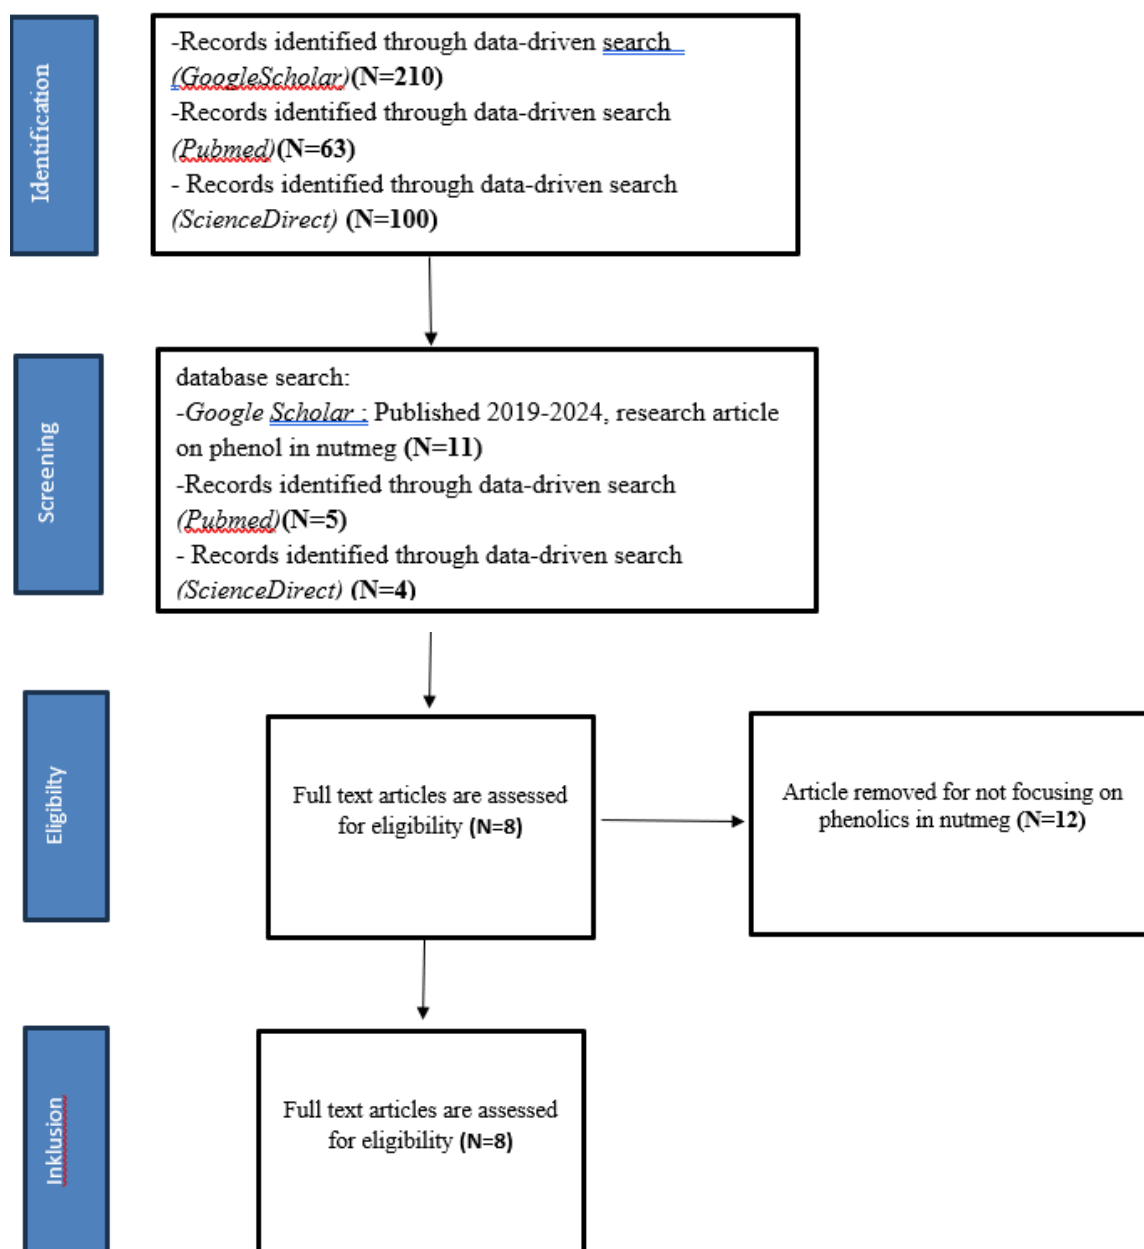 Identification
-Records identified through data-driven search
(GoogleScholar)(N=210)
-Records identified through data-driven search
(Pubmed)(N=63)
- Records identified through data-driven search
(ScienceDirect) (N=100)
Screening
database search:
-Google Scholar : Published 2019-2024, research article
on phenol in nutmeg (N=11)
-Records identified through data-driven search
(Pubmed)(N=5)
- Records identified through data-driven search
(ScienceDirect) (N=4)
Eligibilty
Full text articles are assessed
for eligibility (N=8)
Article removed for not focusing on
phenolics in nutmeg (N=12)
Inklusion
Full text articles are assessed
for eligibility (N=8)